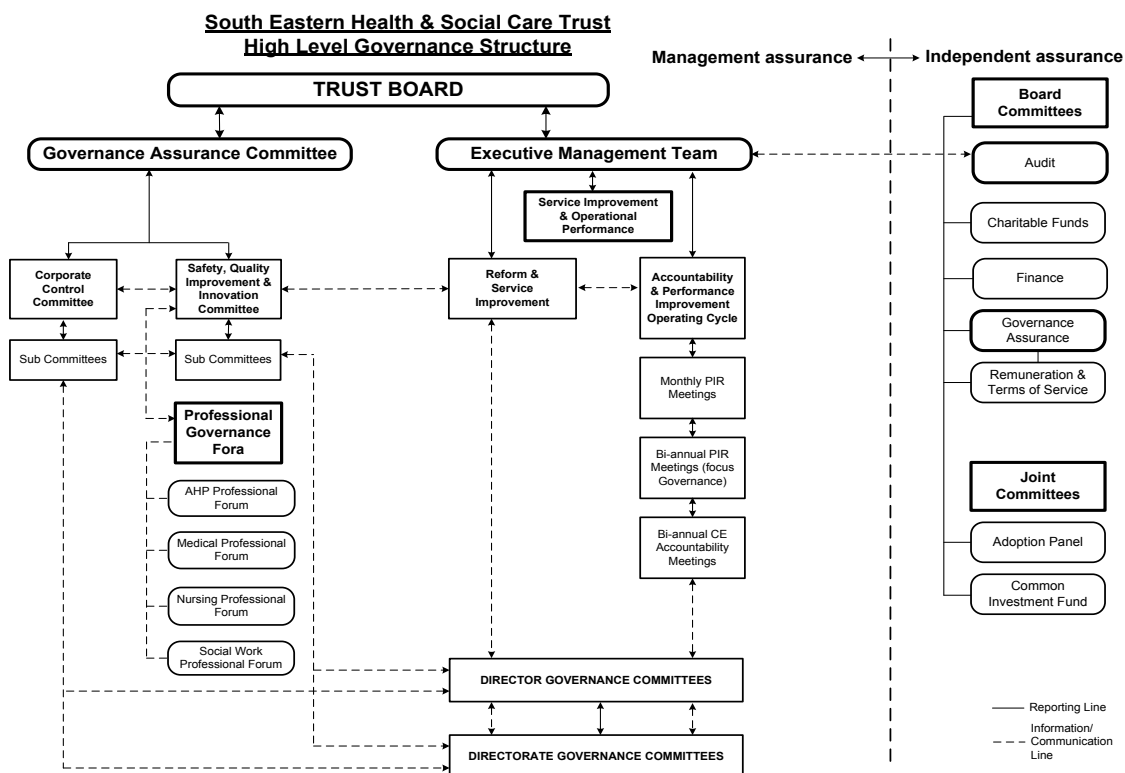 South Eastern Health & Social Care Trust
High Level Governance Structure
Management assurance
Independent assurance
TRUST BOARD
Governance Assurance Committee
Executive Management Team
Service Improvement
& Operational
Performance
Corporate
Control
Committee
Safety, Quality
Improvement &
Innovation
Committee
Reform &
Service
Improvement
Accountability
& Performance
Improvement
Operating Cycle
Sub Committees
Sub Committees
Monthly PIR
Meetings
Professional
Governance
Fora
Bi-annual PIR
Meetings (focus
Governance)
AHP Professional
Forum
Medical Professional
Forum
Bi-annual CE
Accountability
Meetings
Nursing Professional
Forum
Social Work
Professional Forum
DIRECTOR GOVERNANCE COMMITTEES
DIRECTORATE GOVERNANCE COMMITTEES
Board
Committees
Audit
Charitable Funds
Finance
Governance
Assurance
Remuneration &
Terms of Service
Joint
Committees
Adoption Panel
Common
Investment Fund
Reporting Line
Information/
Communication
Line